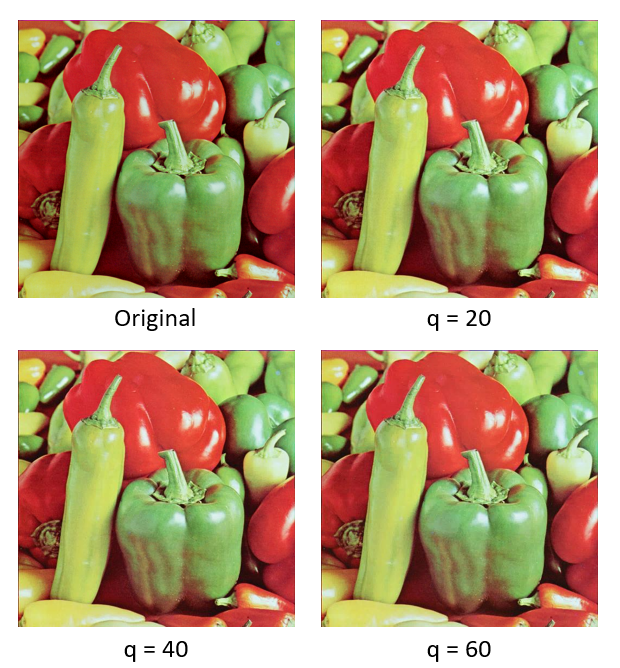 Original
q = 20
q = 40
q = 60